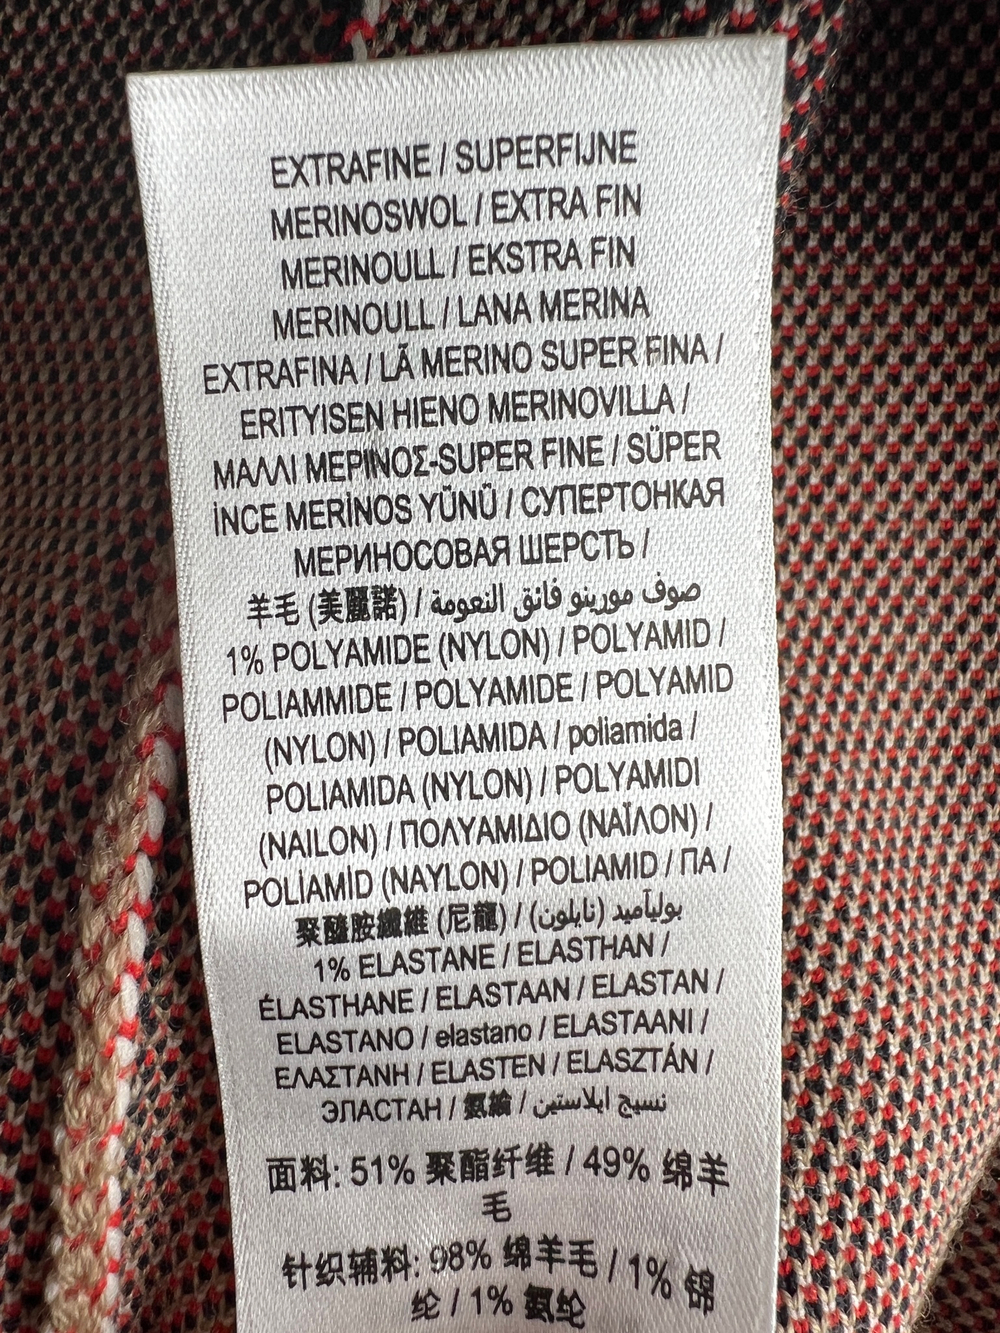 EXTRAFINE / SUPERFIJNE
MERINOSWOL / EXTRA FIN
MERINOULL / EKSTRA FIN
MERINOULL / LANA MERINA
EXTRAFINA / LÃ MERINO SUPER FINA /
ERITYISEN HIENO MERINOVILLA /
ΜΑΛΛΙ ΜΕΡΙΝΟΣ-SUPER FINE / SÜPER
İNCE MERİNOS YÜNÜ / СУПЕРТОНКАЯ
МЕРИНОСОВАЯ ШЕРСТЬ /
羊毛 (美麗諾) / صوف مورينو فائق النعومة
1% POLYAMIDE (NYLON) / POLYAMID /
POLIAMMIDE / POLYAMIDE / POLYAMID
(NYLON) / POLIAMIDA / poliamida /
POLIAMIDA (NYLON) / POLYAMIDI
(NAILON) / ΠΟΛΥΑΜΙΔΙΟ (ΝΑΪΛΟΝ) /
POLİAMİD (NAYLON) / POLIAMID / ПА /
聚醯胺纖維 (尼龍) / بولیآمید (نایلون)
1% ELASTANE / ELASTHAN /
ÉLASTHANE / ELASTAAN / ELASTAN /
ELASTANO / elastano / ELASTAANI /
ΕΛΑΣΤΑΝΗ / ELASTEN / ELASZTÁN /
ЭЛАСТАН / 氨綸 / نسيج ايلاستين
面料: 51% 聚酯纤维 / 49% 绵羊
毛
针织辅料: 98% 绵羊毛 / 1% 锦
纶 / 1% 氨纶